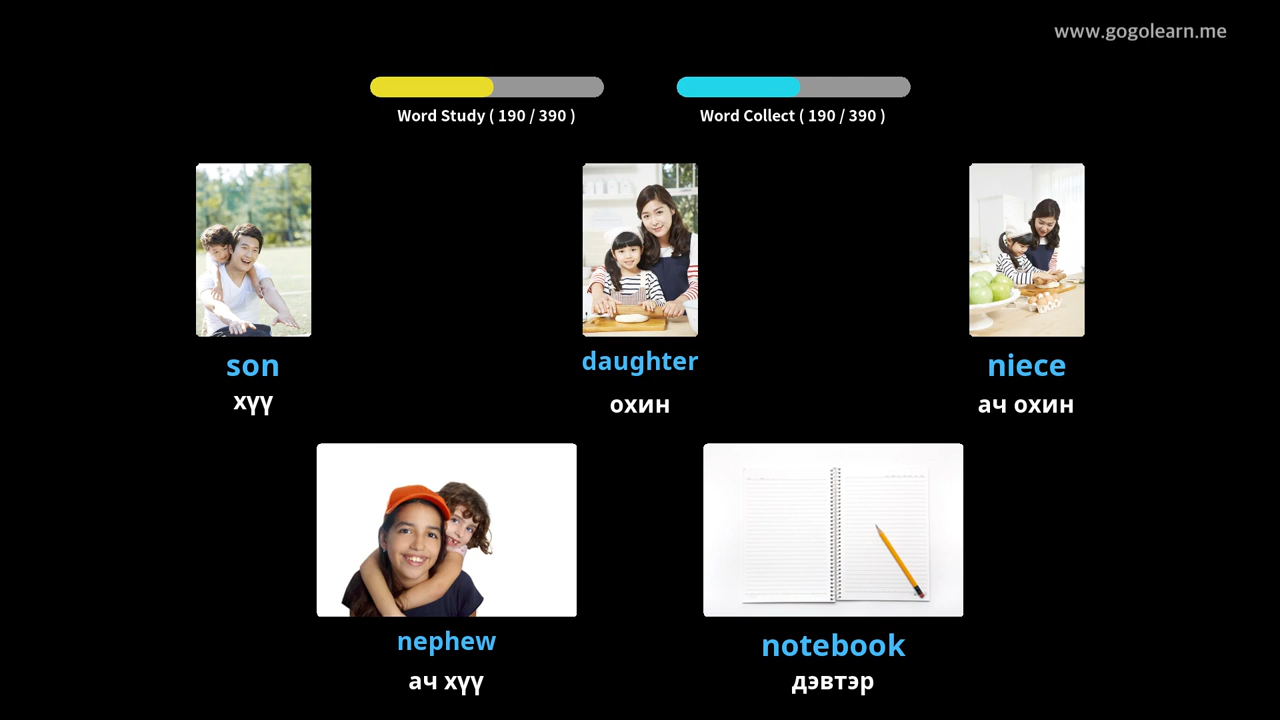 www.gogolearn.me
Word Study ( 190 / 390 )
Word Collect ( 190 / 390 )
son
хүү
daughter
охин
niece
ач охин
nephew
ач хүү
notebook
дэвтэр